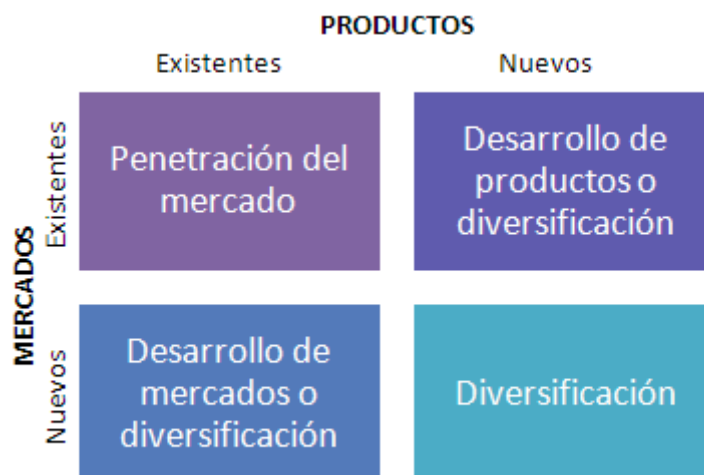 PRODUCTOS
Existentes
Nuevos
MERCADOS
Existentes
Penetración del
mercado
Desarrollo de
productos o
diversificación
Nuevos
Desarrollo de
mercados o
diversificación
Diversificación